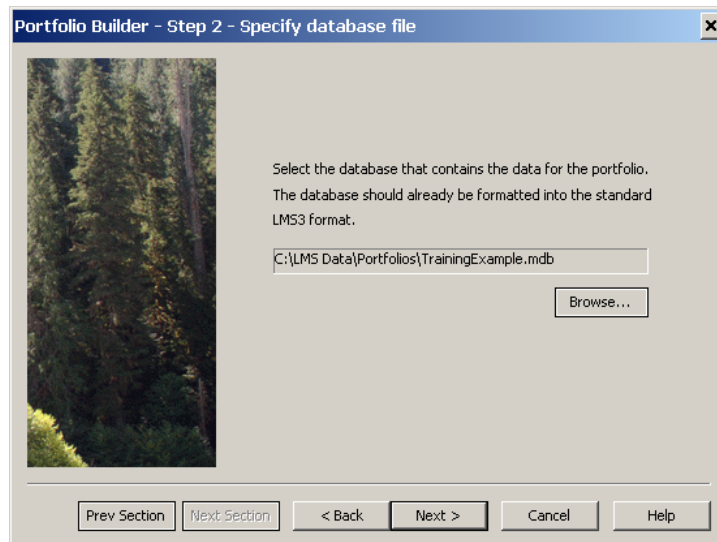 Portfolio Builder - Step 2 - Specify database file
Select the database that contains the data for the portfolio.
The database should already be formatted into the standard
LMS3 format.
C:\LMS Data\Portfolios\TrainingExample.mdb
Browse...
Prev Section Next Section < Back Next > Cancel Help